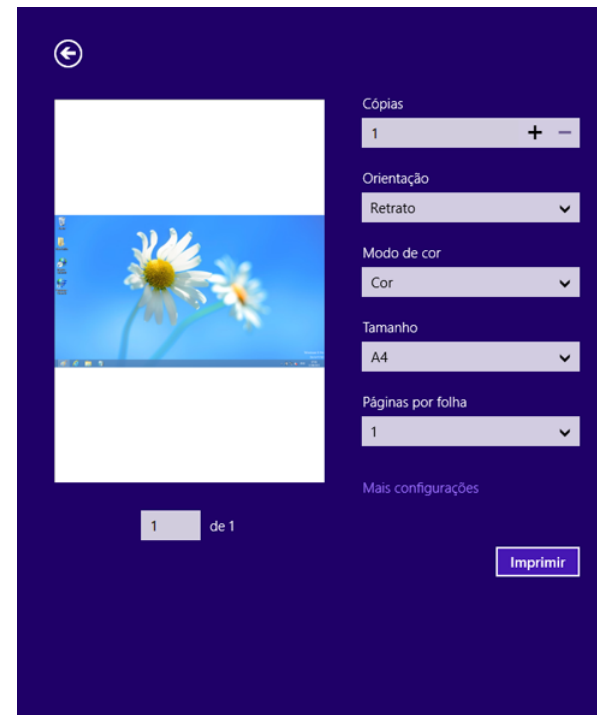 Cópias
1
Orientação
Retrato
Modo de cor
Cor
Tamanho
A4
Páginas por folha
1
Mais configurações
1 de 1
Imprimir